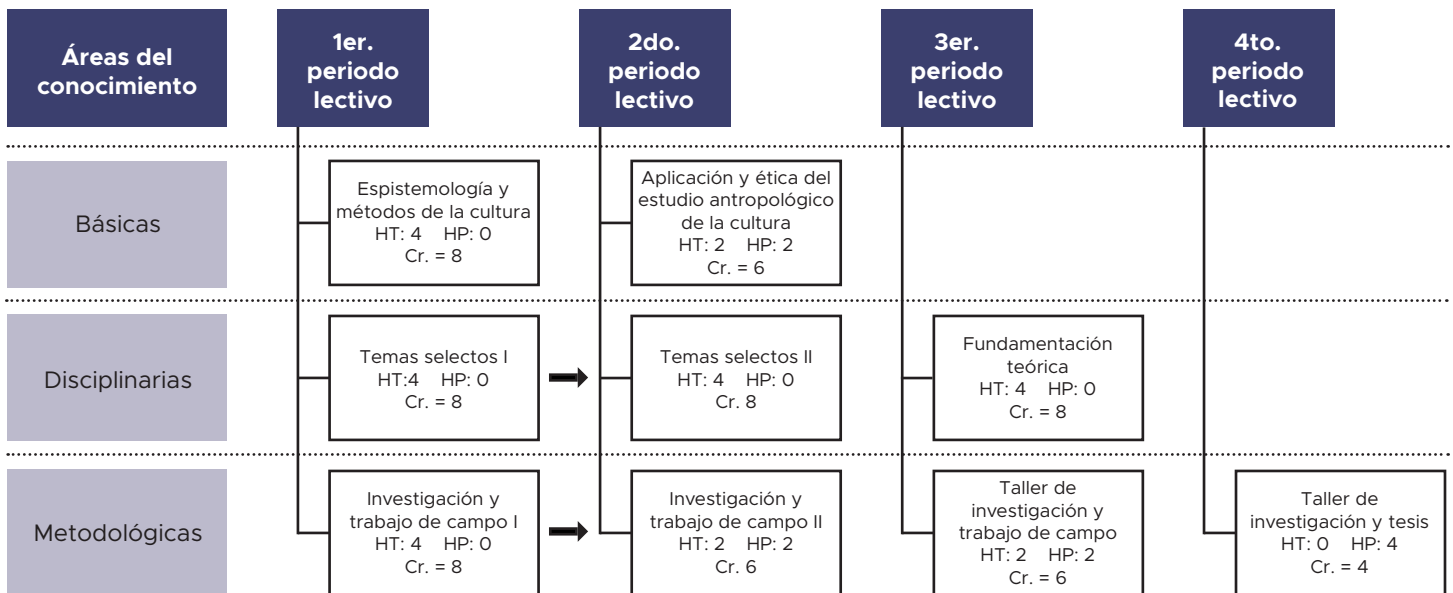 Áreas del
conocimiento
1er.
periodo
lectivo
2do.
periodo
lectivo
3er.
periodo
lectivo
4to.
periodo
lectivo
Básicas
Espistemología y
métodos de la cultura
HT: 4 HP: 0
Cr. = 8
Aplicación y ética del
estudio antropológico
de la cultura
HT: 2 HP: 2
Cr. = 6
Disciplinarias
Temas selectos I
HT:4 HP: 0
Cr. = 8
Temas selectos II
HT: 4 HP: 0
Cr. 8
Fundamentación
teórica
HT: 4 HP: 0
Cr. = 8
Metodológicas
Investigación y
trabajo de campo I
HT: 4 HP: 0
Cr. = 8
Investigación y
trabajo de campo II
HT: 2 HP: 2
Cr. 6
Taller de
investigación y
trabajo de campo
HT: 2 HP: 2
Cr. = 6
Taller de
investigación y tesis
HT: 0 HP: 4
Cr. = 4